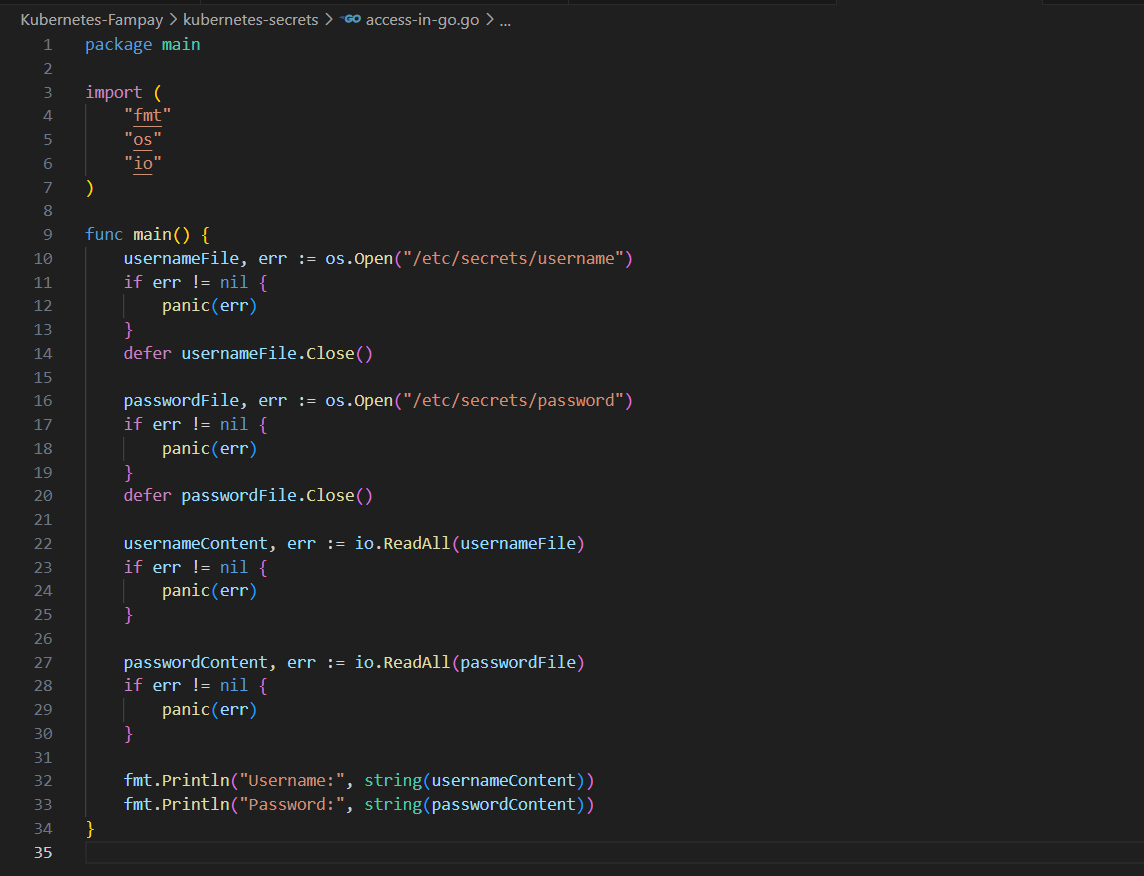 Kubernetes-Fampay > kubernetes-secrets > GO access-in-go.go > ...
1 package main
2
3 import (
4 "fmt"
5 "os"
6 "io"
7 )
8
9 func main() {
10 usernameFile, err := os.Open("/etc/secrets/username")
11 if err != nil {
12 panic(err)
13 }
14 defer usernameFile.Close()
15
16 passwordFile, err := os.Open("/etc/secrets/password")
17 if err != nil {
18 panic(err)
19 }
20 defer passwordFile.Close()
21
22 usernameContent, err := io.ReadAll(usernameFile)
23 if err != nil {
24 panic(err)
25 }
26
27 passwordContent, err := io.ReadAll(passwordFile)
28 if err != nil {
29 panic(err)
30 }
31
32 fmt.Println("Username:", string(usernameContent))
33 fmt.Println("Password:", string(passwordContent))
34 }
35